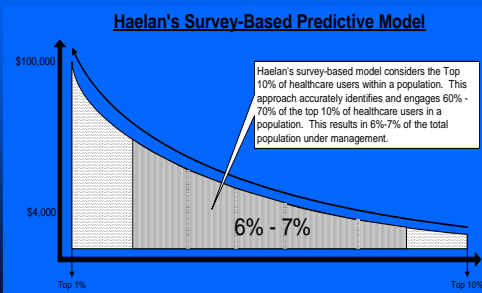 Haelan's Survey-Based Predictive Model
$100,000
Haelan's survey-based model considers the Top
10% of healthcare users within a population. This
approach accurately identifies and engages 60% -
70% of the top 10% of healthcare users in a
population. This results in 6%-7% of the total
population under management.
$4,000
6% - 7%
Top 1%
Top 10%